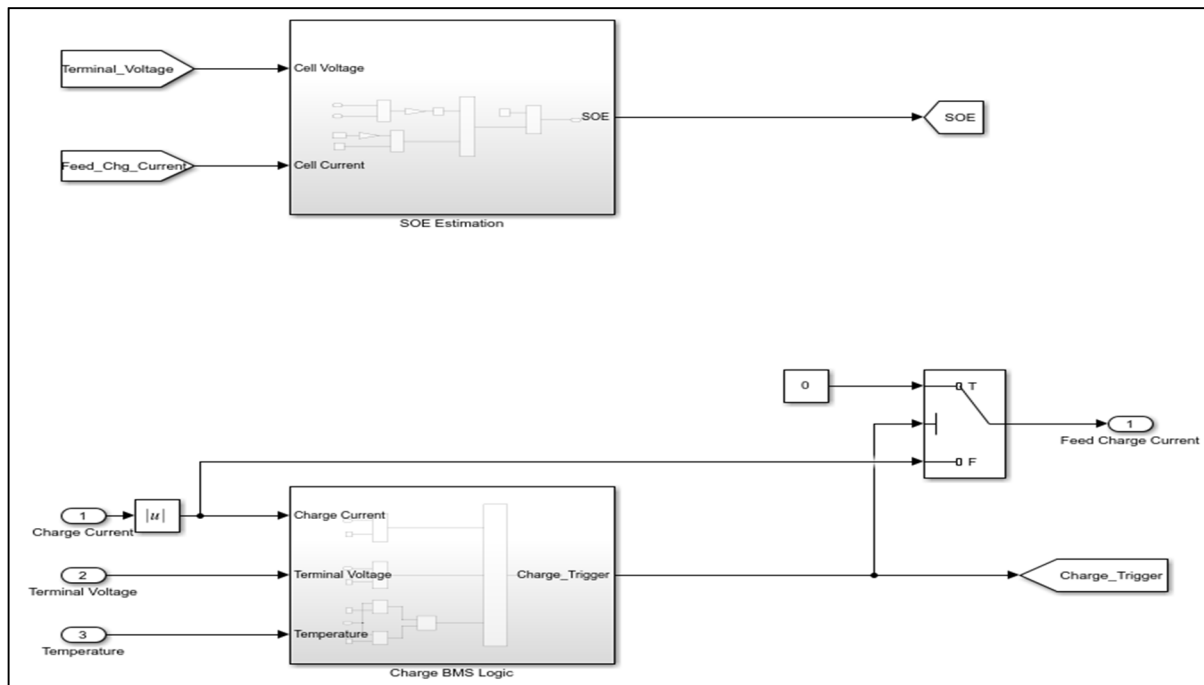 Terminal_Voltage
Cell Voltage
SOE
SOE
Feed_Chg_Current
Cell Current
SOE Estimation
0
T
1
Feed Charge Current
F
1
|u|
Charge Current
Charge Current
2
Terminal Voltage
Terminal Voltage
Charge_Trigger
Charge_Trigger
3
Temperature
Temperature
Charge BMS Logic